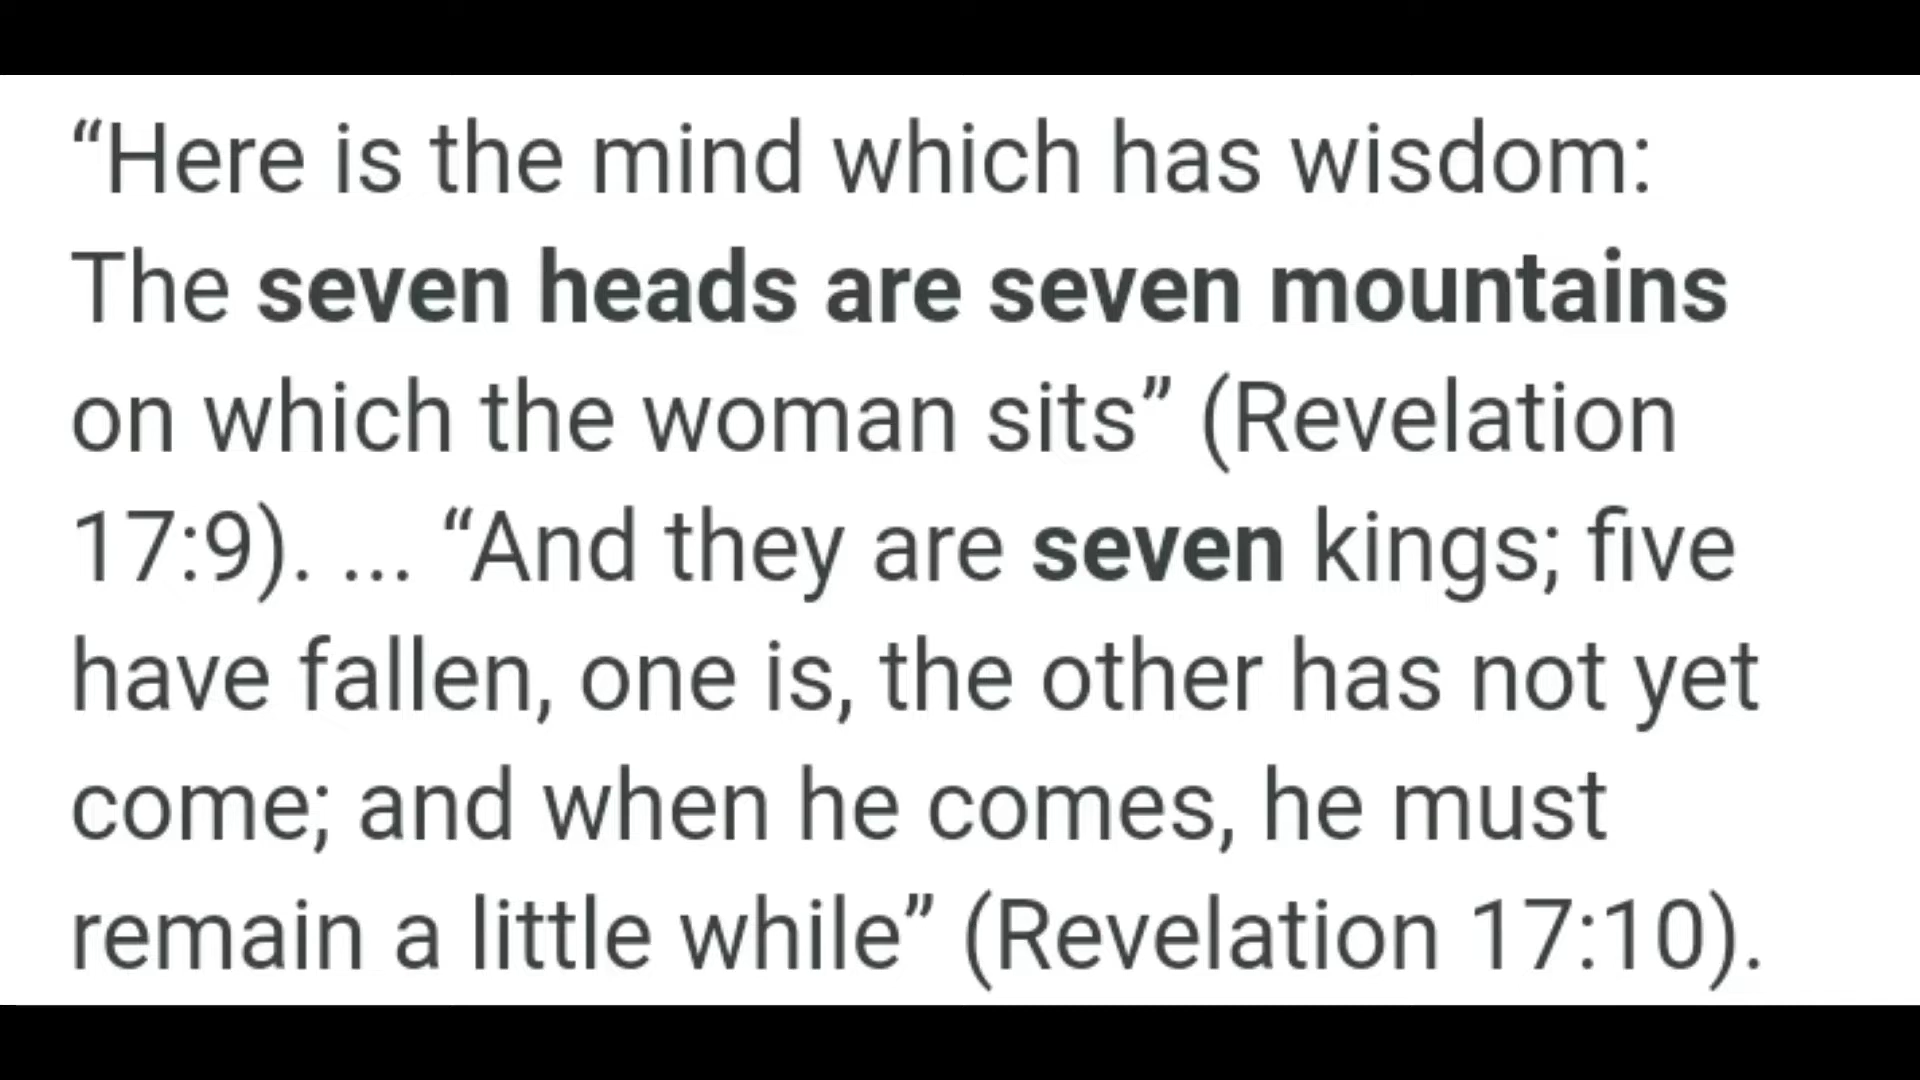 “Here is the mind which has wisdom:
The seven heads are seven mountains
on which the woman sits” (Revelation
17:9). ... “And they are seven kings; five
have fallen, one is, the other has not yet
come; and when he comes, he must
remain a little while” (Revelation 17:10).